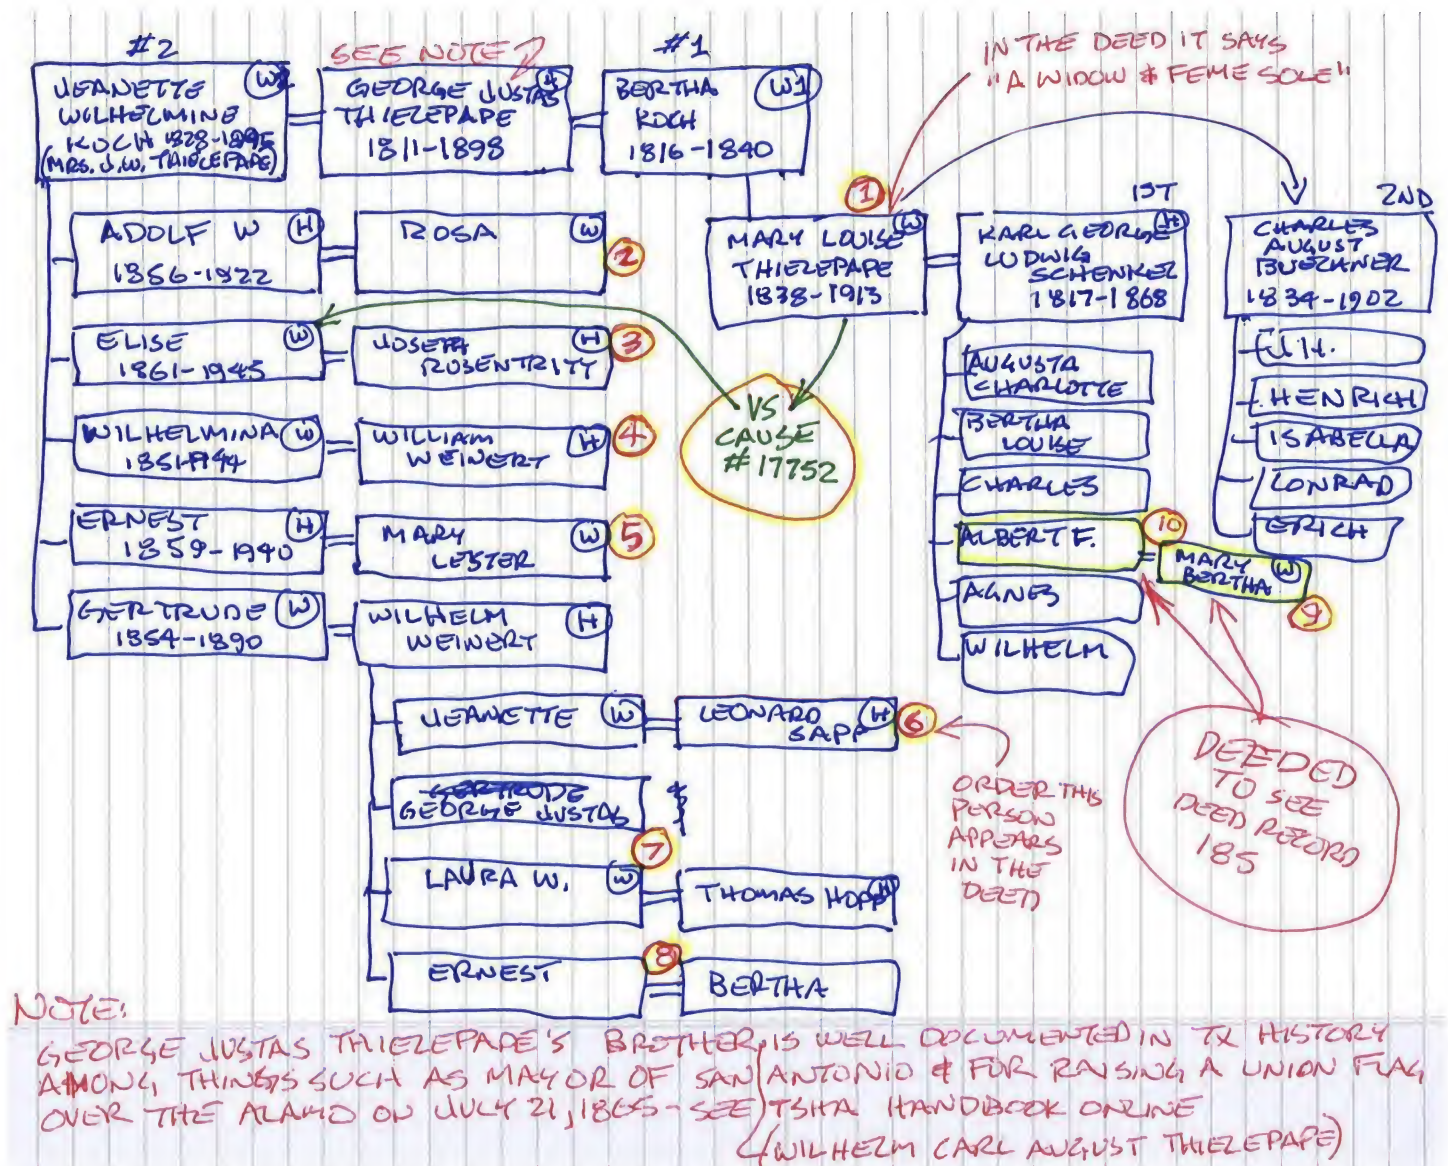 #2
JEANETTE
WILHELMINE
KOCH 1828-1895
(MRS. J.W. THIELEPAPE)
SEE NOTE
GEORGE JUSTAS
THIELEPAPE
1811-1898
#1
BERTHA
KOCH
1816-1840
W1
IN THE DEED IT SAYS
"A WIDOW & FEME SOLE"
ADOLF W
H
1856-1922
ROSA
W
2
1
MARY LOUISE
W
THIELEPAPE
1838-1913
1ST
KARL GEORGE
H
LUDWIG
SCHENKEL
1817-1868
2ND
CHARLES
AUGUST
BUECHNER
1834-1902
ELISE
W
1861-1945
JOSEPH
H
ROSENTRITT
3
WILHELMINA
W
1851-1944
WILLIAM
H
WEINERT
4
ERNEST
H
1859-1940
MARY
W
LESTER
5
GERTRUDE
W
1854-1890
WILHELM
H
WEINERT
VS
CAUSE
#17752
AUGUSTA
CHARLOTTE
BERTHA
LOUISE
CHARLES
ALBERT F.
10
MARY
W
BERTHA
9
AGNES
WILHELM
HENRICH
ISABELLA
CONRAD
ERICH
JEANETTE
W
LEONARD
H
SAPP
6
ORDER THIS
PERSON
APPEARS
IN THE
DEED
DEEDED
TO SEE
DEED RECORD
185
GERTRUDE
GEORGE JUSTAS
7
LAURA W.
W
THOMAS HOPP
H
ERNEST
8
BERTHA
NOTE:
GEORGE JUSTAS THIELEPAPE'S BROTHER, IS WELL DOCUMENTED IN TX HISTORY
AMONG THINGS SUCH AS MAYOR OF SAN ANTONIO & FOR RAISING A UNION FLAG
OVER THE ALAMO ON JULY 21, 1865 - SEE TSHA HANDBOOK ONLINE
(WILHELM CARL AUGUST THIELEPAPE)